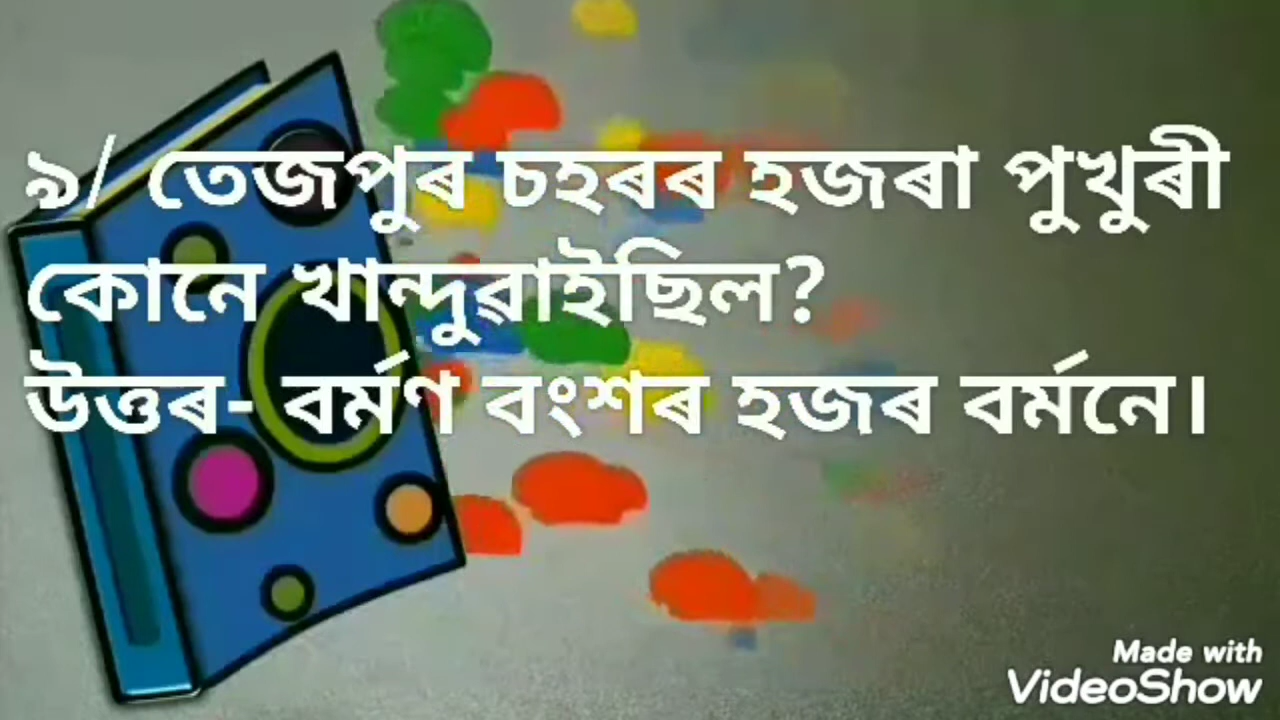 ৯/ তেজপুৰ চহৰৰ হজৰা পুখুৰী
কোনে খান্দুৱাইছিল?
উত্তৰ- বৰ্মণ বংশৰ হজৰ বৰ্মনে।
Made with
VideoShow